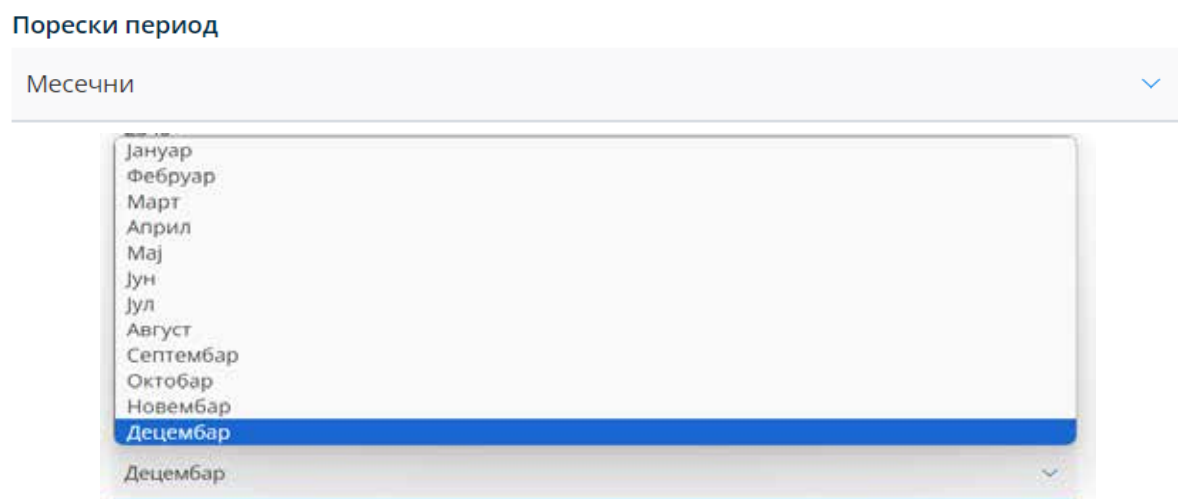 Порески период
Месечни
Јануар
Фебруар
Март
Април
Мај
Јун
Јул
Август
Септембар
Октобар
Новембар
Децембар
Децембар